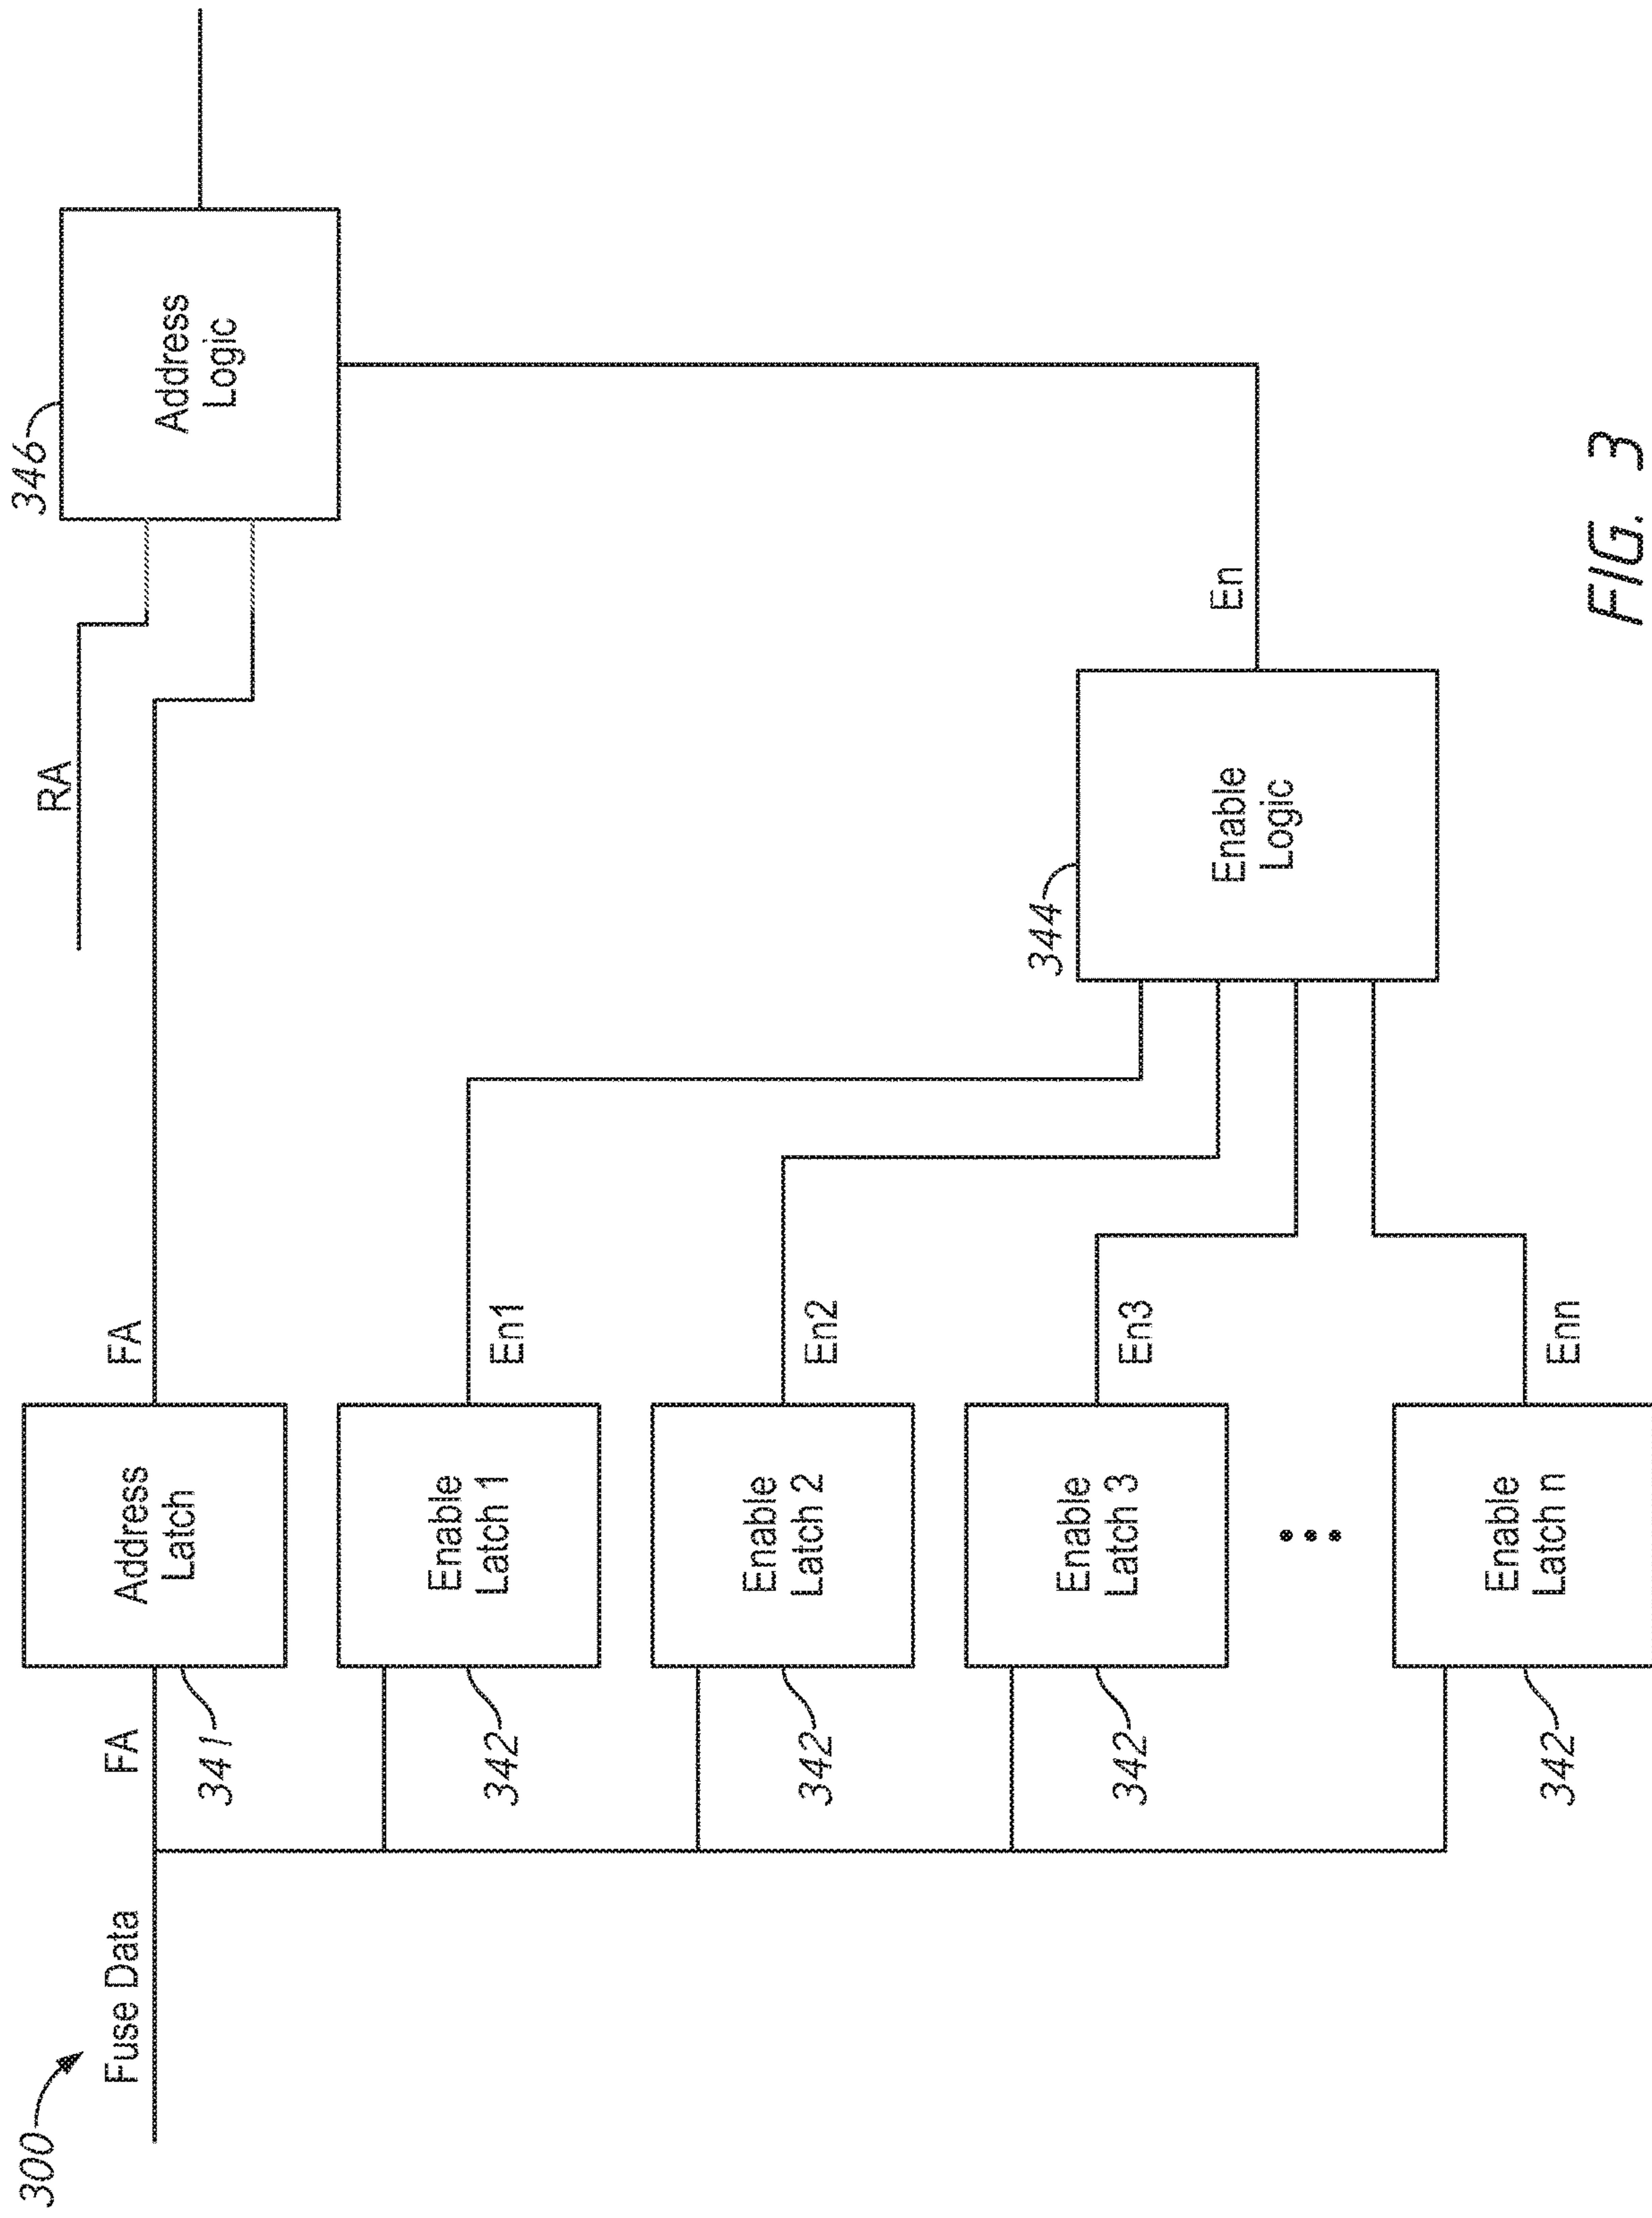 300
Fuse Data
FA
341
Address
Latch
FA
RA
346
Address
Logic
342
Enable
Latch 1
En1
342
Enable
Latch 2
En2
342
Enable
Latch 3
En3
342
Enable
Latch n
Enn
344
Enable
Logic
En
FIG. 3